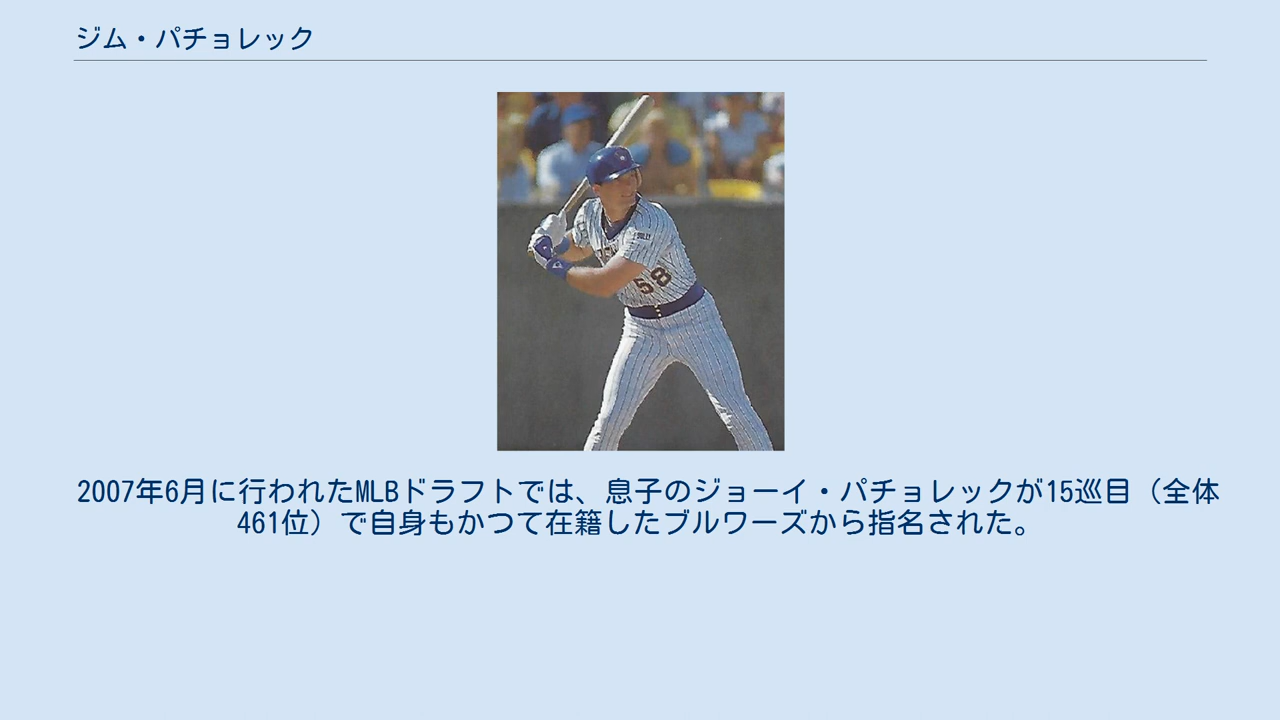 ジム・パチョレック
58
2007年6月に行われたMLBドラフトでは、息子のジョーイ・パチョレックが15巡目（全体
461位）で自身もかつて在籍したブルワーズから指名された。